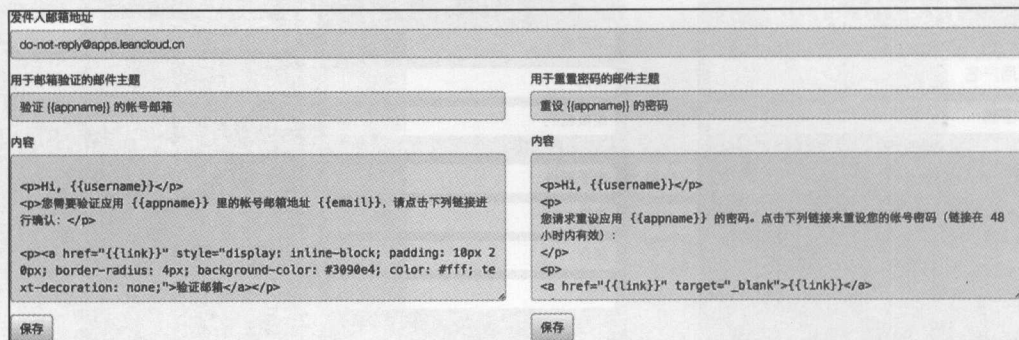 发件人邮箱地址
do-not-reply@apps.leancloud.cn
用于邮箱验证的邮件主题
验证 {{appname}} 的帐号邮箱
内容
<p>Hi, {{username}}</p>
<p>您需要验证应用 {{appname}} 里的帐号邮箱地址 {{email}}，请点击下列链接进
行确认：</p>
<p><a href="{{link}}" style="display: inline-block; padding: 10px 2
0px; border-radius: 4px; background-color: #3090e4; color: #fff; te
xt-decoration: none;">验证邮箱</a></p>
保存
用于重置密码的邮件主题
重设 {{appname}} 的密码
内容
<p>Hi, {{username}}</p>
<p>
您请求重设应用 {{appname}} 的密码。点击下列链接来重设您的帐号密码（链接在 48
小时内有效）：
</p>
<p>
<a href="{{link}}" target="_blank">{{link}}</a>
保存